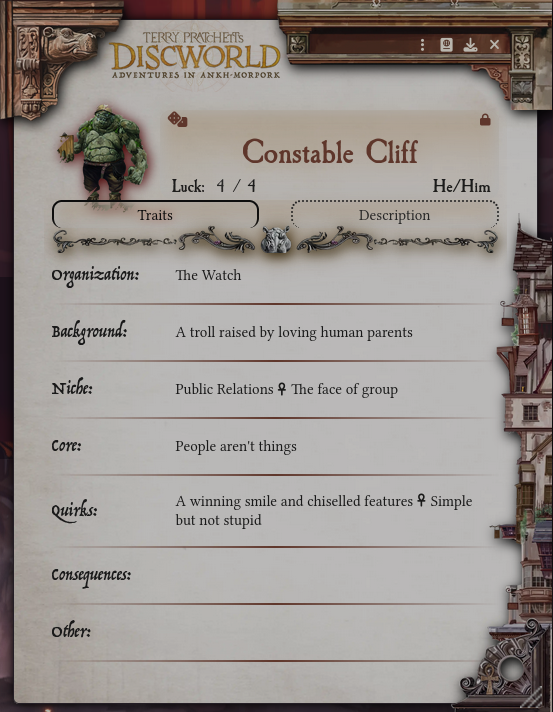 TERRY PRATCHETT's
DISCWORLD
ADVENTURES IN ANKH-MORPORK
Constable Cliff
Luck: 4 / 4
He/Him
Traits
Description
Organization:
The Watch
Background:
A troll raised by loving human parents
Niche:
Public Relations ☥ The face of group
Core:
People aren't things
Quirks:
A winning smile and chiselled features ☥ Simple
but not stupid
Consequences:
Other: